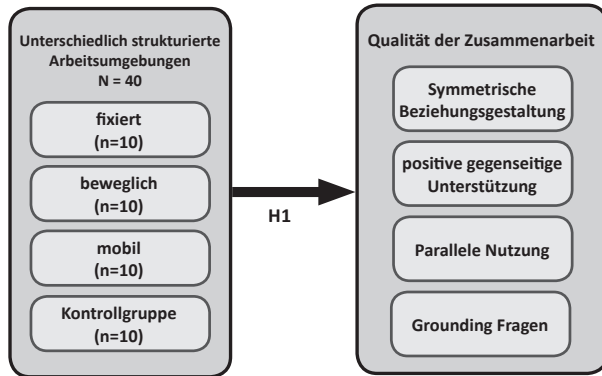 Unterschiedlich strukturierte
Arbeitsumgebungen
N = 40
fixiert
(n=10)
beweglich
(n=10)
mobil
(n=10)
Kontrollgruppe
(n=10)
H1
Qualität der Zusammenarbeit
Symmetrische
Beziehungsgestaltung
positive gegenseitige
Unterstützung
Parallele Nutzung
Grounding Fragen